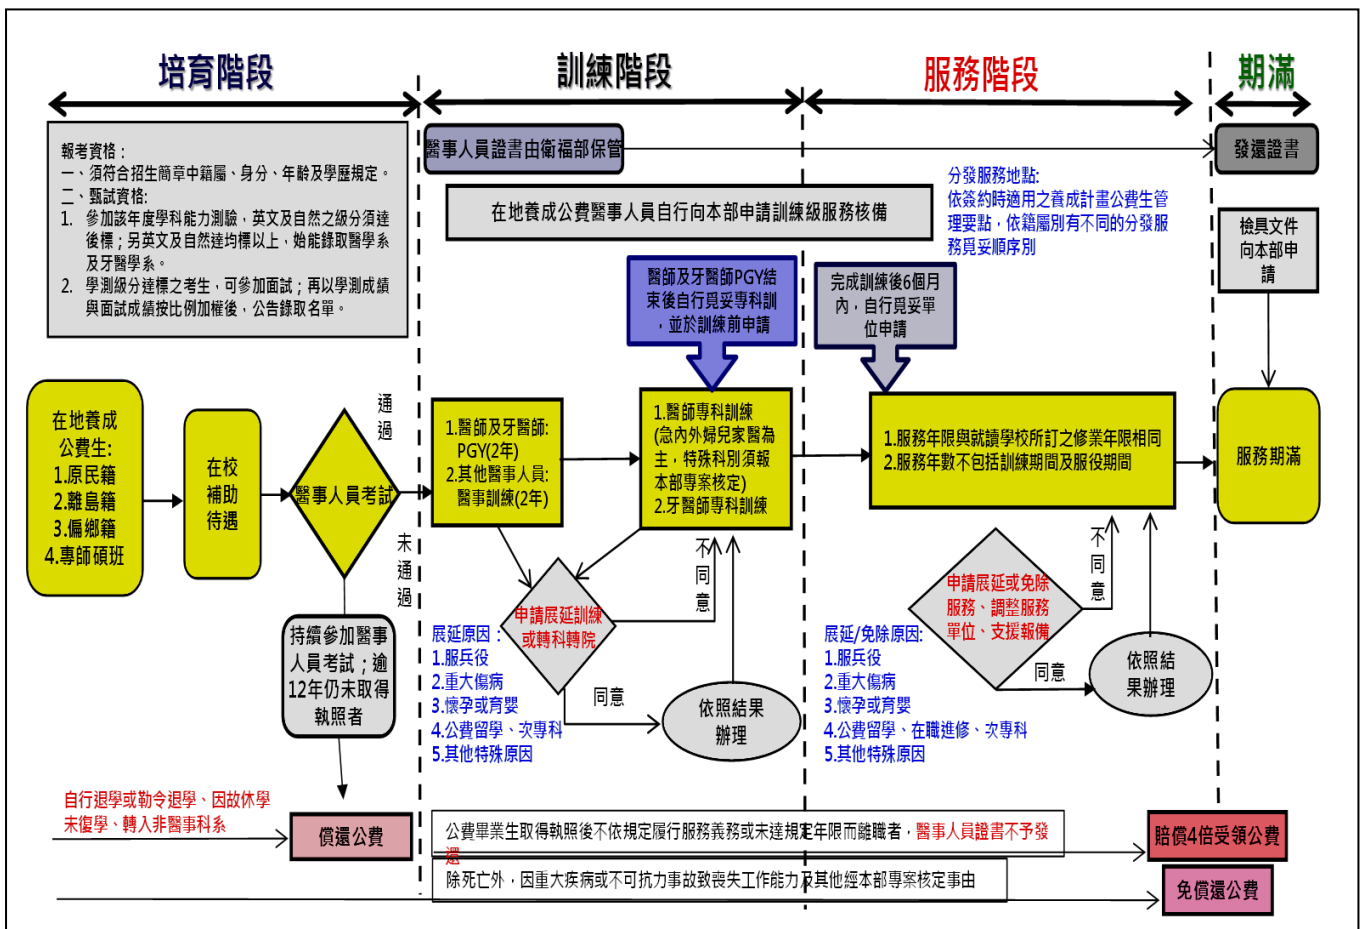 培育階段
訓練階段
服務階段
期滿
報考資格：
一、須符合招生簡章中籍屬、身分、年齡及學歷規定。
二、甄試資格:
1. 參加該年度學科能力測驗，英文及自然之級分須達
後標；另英文及自然達均標以上，始能錄取醫學系
及牙醫學系。
2. 學測級分達標之考生，可參加面試；再以學測成績
與面試成績按比例加權後，公告錄取名單。
醫事人員證書由衛福部保管
發還證書
在地養成公費醫事人員自行向本部申請訓練級服務核備
分發服務地點:
依簽約時適用之養成計畫公費生管
理要點，依籍屬別有不同的分發服
務覓妥順序別
檢具文件
向本部申
請
醫師及牙醫師PGY結
束後自行覓妥專科訓
，並於訓練前申請
完成訓練後6個月
內，自行覓妥單
位申請
在地養成
公費生:
1.原民籍
2.離島籍
3.偏鄉籍
4.專師碩班
在校
補助
待遇
醫事人員考試
通過
未通過
1.醫師及牙醫師:
PGY(2年)
2.其他醫事人員:
醫事訓練(2年)
1.醫師專科訓練
(急內外婦兒家醫為
主，特殊科別須報
本部專案核定)
2.牙醫師專科訓練
1.服務年限與就讀學校所訂之修業年限相同
2.服務年數不包括訓練期間及服役期間
服務期滿
持續參加醫事
人員考試；逾
12年仍未取得
執照者
申請展延訓練
或轉科轉院
不同意
同意
依照結果
辦理
展延原因：
1.服兵役
2.重大傷病
3.懷孕或育嬰
4.公費留學、次專科
5.其他特殊原因
申請展延或免除
服務、調整服務
單位、支援報備
不同意
同意
依照結
果辦理
展延/免除原因:
1.服兵役
2.重大傷病
3.懷孕或育嬰
4.公費留學、在職進修、次專科
5.其他特殊原因
自行退學或勒令退學、因故休學
未復學、轉入非醫事科系
償還公費
公費畢業生取得執照後不依規定履行服務義務或未達規定年限而離職者，醫事人員證書不予發
還
賠償4倍受領公費
除死亡外，因重大疾病或不可抗力事故致喪失工作能力及其他經本部專案核定事由
免償還公費